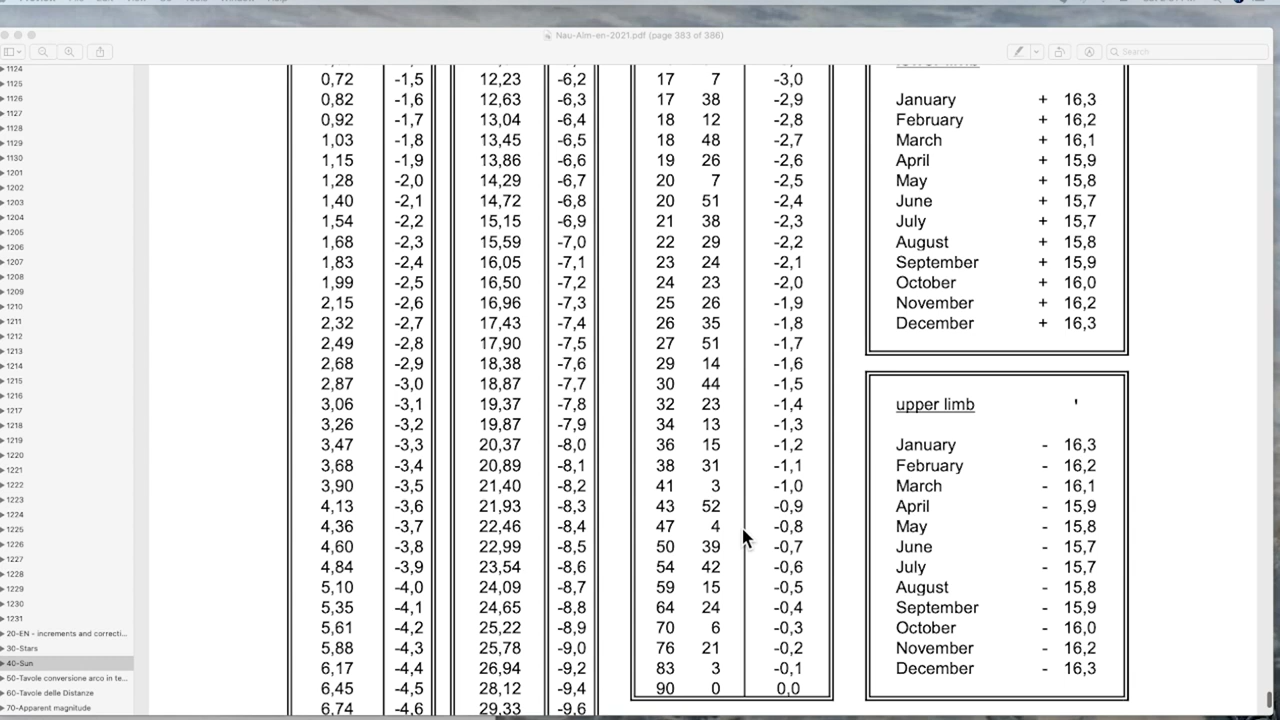 Nau-Alm-en-2021.pdf (page 383 of 386)
Search
1124
1125
1126
1127
1128
1129
1130
1201
1202
1203
1204
1205
1206
1207
1208
1209
1210
1211
1212
1213
1214
1215
1216
1217
1218
1219
1220
1221
1222
1223
1224
1225
1226
1227
1228
1229
1230
1231
20-EN - increments and correcti...
30-Stars
40-Sun
50-Tavole conversione arco in te...
60-Tavole delle Distanze
70-Apparent magnitude
0,72 -1,5 12,23 -6,2 17 7 -3,0
0,82 -1,6 12,63 -6,3 17 38 -2,9 January + 16,3
0,92 -1,7 13,04 -6,4 18 12 -2,8 February + 16,2
1,03 -1,8 13,45 -6,5 18 48 -2,7 March + 16,1
1,15 -1,9 13,86 -6,6 19 26 -2,6 April + 15,9
1,28 -2,0 14,29 -6,7 20 7 -2,5 May + 15,8
1,40 -2,1 14,72 -6,8 20 51 -2,4 June + 15,7
1,54 -2,2 15,15 -6,9 21 38 -2,3 July + 15,7
1,68 -2,3 15,59 -7,0 22 29 -2,2 August + 15,8
1,83 -2,4 16,05 -7,1 23 24 -2,1 September + 15,9
1,99 -2,5 16,50 -7,2 24 23 -2,0 October + 16,0
2,15 -2,6 16,96 -7,3 25 26 -1,9 November + 16,2
2,32 -2,7 17,43 -7,4 26 35 -1,8 December + 16,3
2,49 -2,8 17,90 -7,5 27 51 -1,7
2,68 -2,9 18,38 -7,6 29 14 -1,6
2,87 -3,0 18,87 -7,7 30 44 -1,5
3,06 -3,1 19,37 -7,8 32 23 -1,4 upper limb '
3,26 -3,2 19,87 -7,9 34 13 -1,3
3,47 -3,3 20,37 -8,0 36 15 -1,2 January - 16,3
3,68 -3,4 20,89 -8,1 38 31 -1,1 February - 16,2
3,90 -3,5 21,40 -8,2 41 3 -1,0 March - 16,1
4,13 -3,6 21,93 -8,3 43 52 -0,9 April - 15,9
4,36 -3,7 22,46 -8,4 47 4 -0,8 May - 15,8
4,60 -3,8 22,99 -8,5 50 39 -0,7 June - 15,7
4,84 -3,9 23,54 -8,6 54 42 -0,6 July - 15,7
5,10 -4,0 24,09 -8,7 59 15 -0,5 August - 15,8
5,35 -4,1 24,65 -8,8 64 24 -0,4 September - 15,9
5,61 -4,2 25,22 -8,9 70 6 -0,3 October - 16,0
5,88 -4,3 25,78 -9,0 76 21 -0,2 November - 16,2
6,17 -4,4 26,94 -9,2 83 3 -0,1 December - 16,3
6,45 -4,5 28,12 -9,4 90 0 0,0
6,74 -4,6 29,33 -9,6